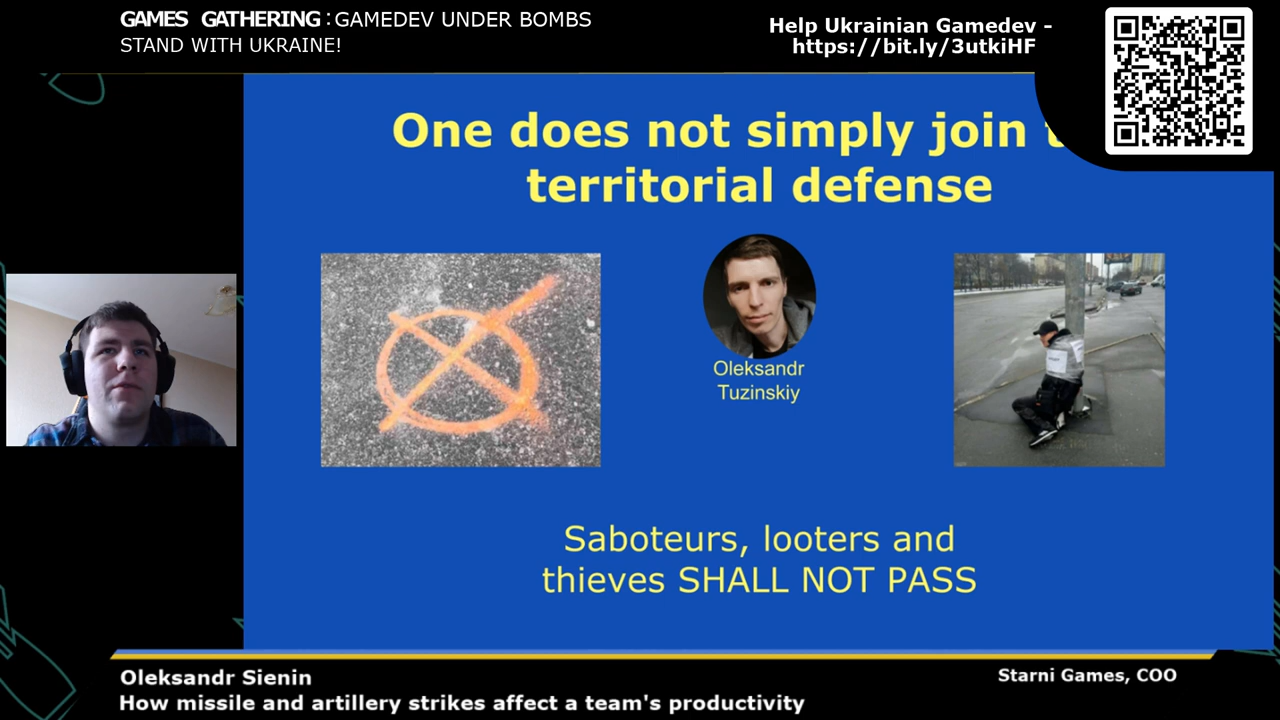 GAMES GATHERING : GAMEDEV UNDER BOMBS
STAND WITH UKRAINE!
Help Ukrainian Gamedev -
https://bit.ly/3utkiHF
One does not simply join
territorial defense
Oleksandr
Tuzinskiy
Saboteurs, looters and
thieves SHALL NOT PASS
Oleksandr Sienin
How missile and artillery strikes affect a team's productivity
Starni Games, COO